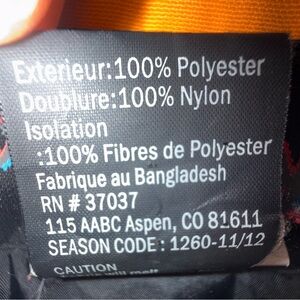 Exterieur:100% Polyester
Doublure:100% Nylon
Isolation
:100% Fibres de Polyester
Fabrique au Bangladesh
RN # 37037
115 AABC Aspen, CO 81611
SEASON CODE : 1260-11/12
CAUTION